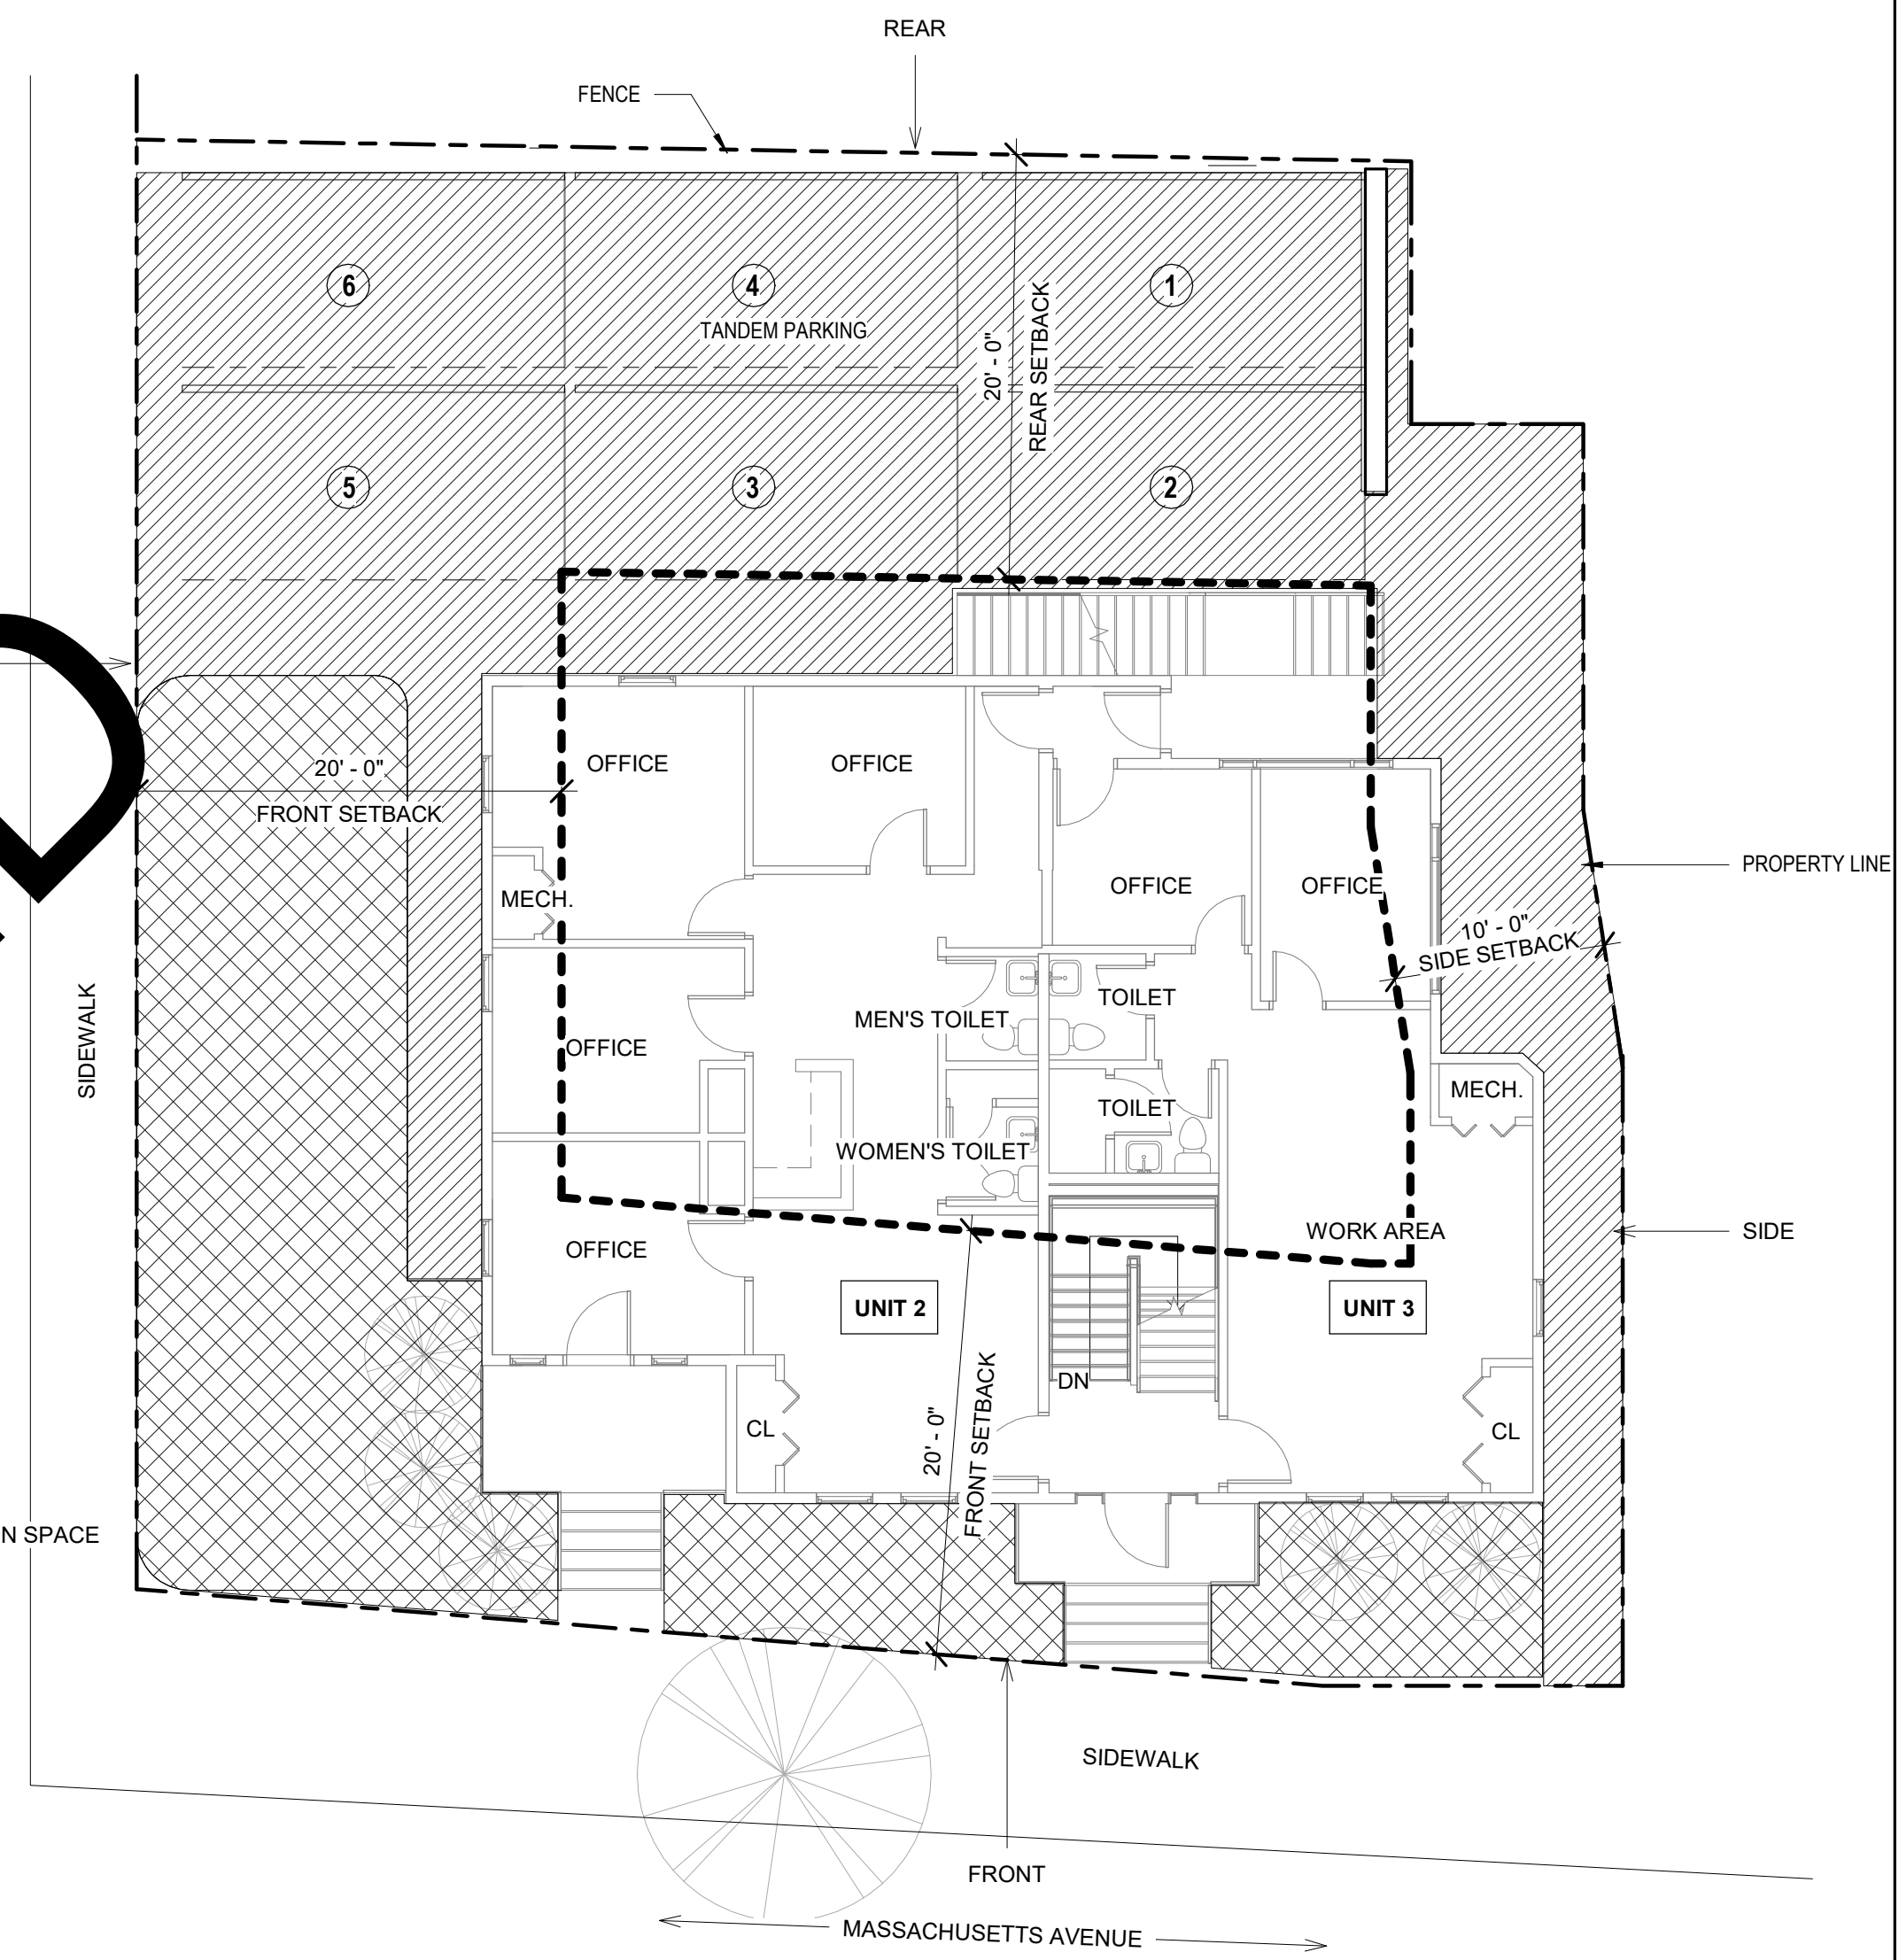 REAR
FENCE
6
4
1
TANDEM PARKING
20' - 0"
REAR SETBACK
5
3
2
OFFICE
OFFICE
20' - 0"
FRONT SETBACK
PROPERTY LINE
MECH.
OFFICE
OFFICE
10' - 0"
SIDE SETBACK
SIDEWALK
TOILET
MEN'S TOILET
OFFICE
MECH.
TOILET
WOMEN'S TOILET
WORK AREA
SIDE
OFFICE
UNIT 2
UNIT 3
DN
CL
20' - 0"
FRONT SETBACK
CL
N SPACE
SIDEWALK
FRONT
MASSACHUSETTS AVENUE